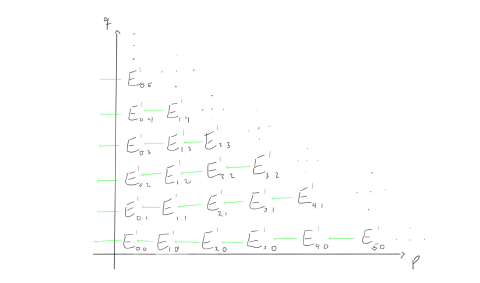 q
E¹₀₅
E¹₀₄ E¹₁₄
E¹₀₃ E¹₁₃ E¹₂₃
E¹₀₂ E¹₁₂ E¹₂₂ E¹₃₂
E¹₀₁ E¹₁₁ E¹₂₁ E¹₃₁ E¹₄₁
E¹₀₀ E¹₁₀ E¹₂₀ E¹₃₀ E¹₄₀ E¹₅₀
p